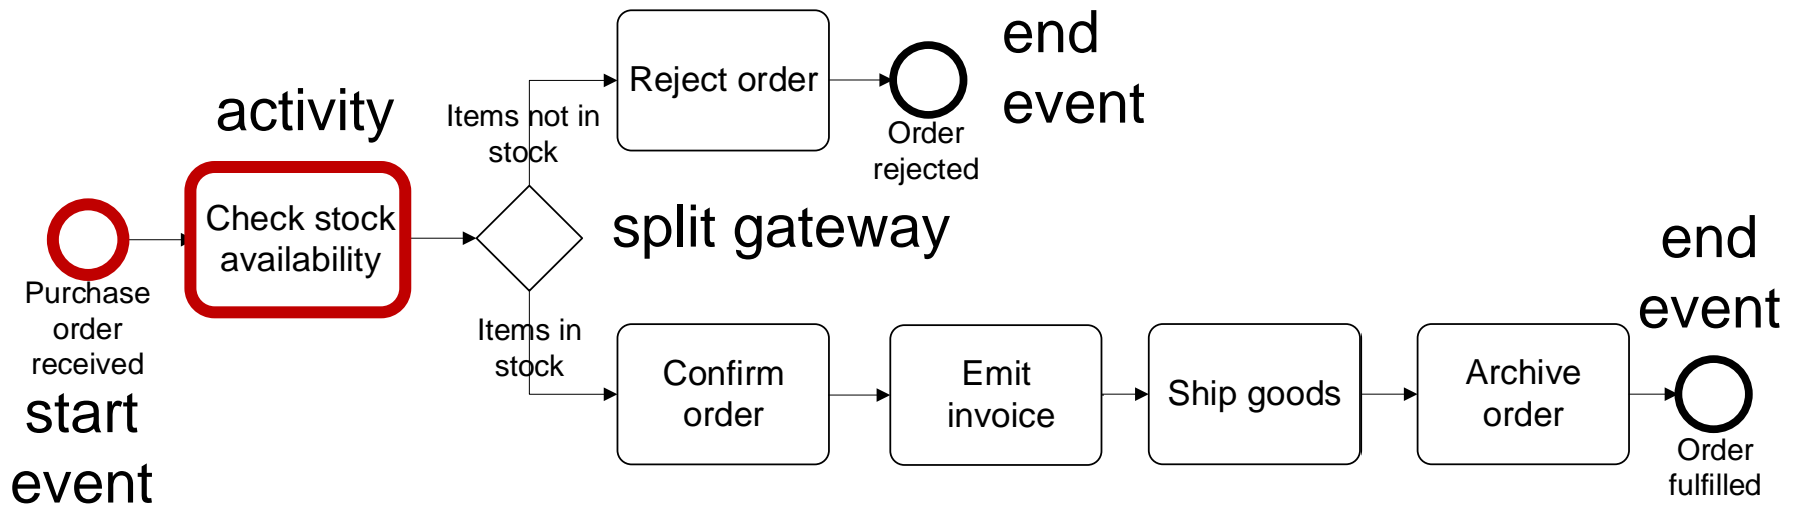 activity
Check stock
availability
Purchase
order
received
start
event
Items not in
stock
Reject order
Order
rejected
end
event
split gateway
Items in
stock
Confirm
order
Emit
invoice
Ship goods
Archive
order
end
event
Order
fulfilled